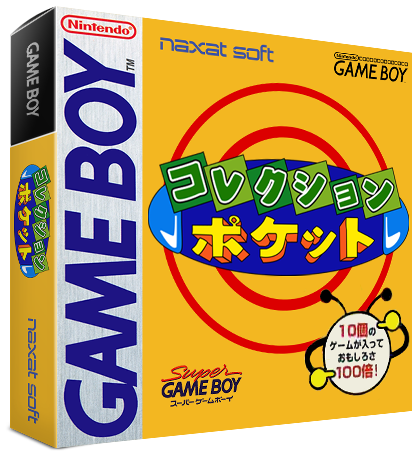 GAME BOY
コレクション
ポケット
naxat soft
Nintendo
GAME BOY
TM
naxat soft
Nintendo
GAME BOY
コレクション
ポケット
Super
GAME BOY
スーパーゲームボーイ
10個の
ゲームが入って
おもしろさ
100倍!